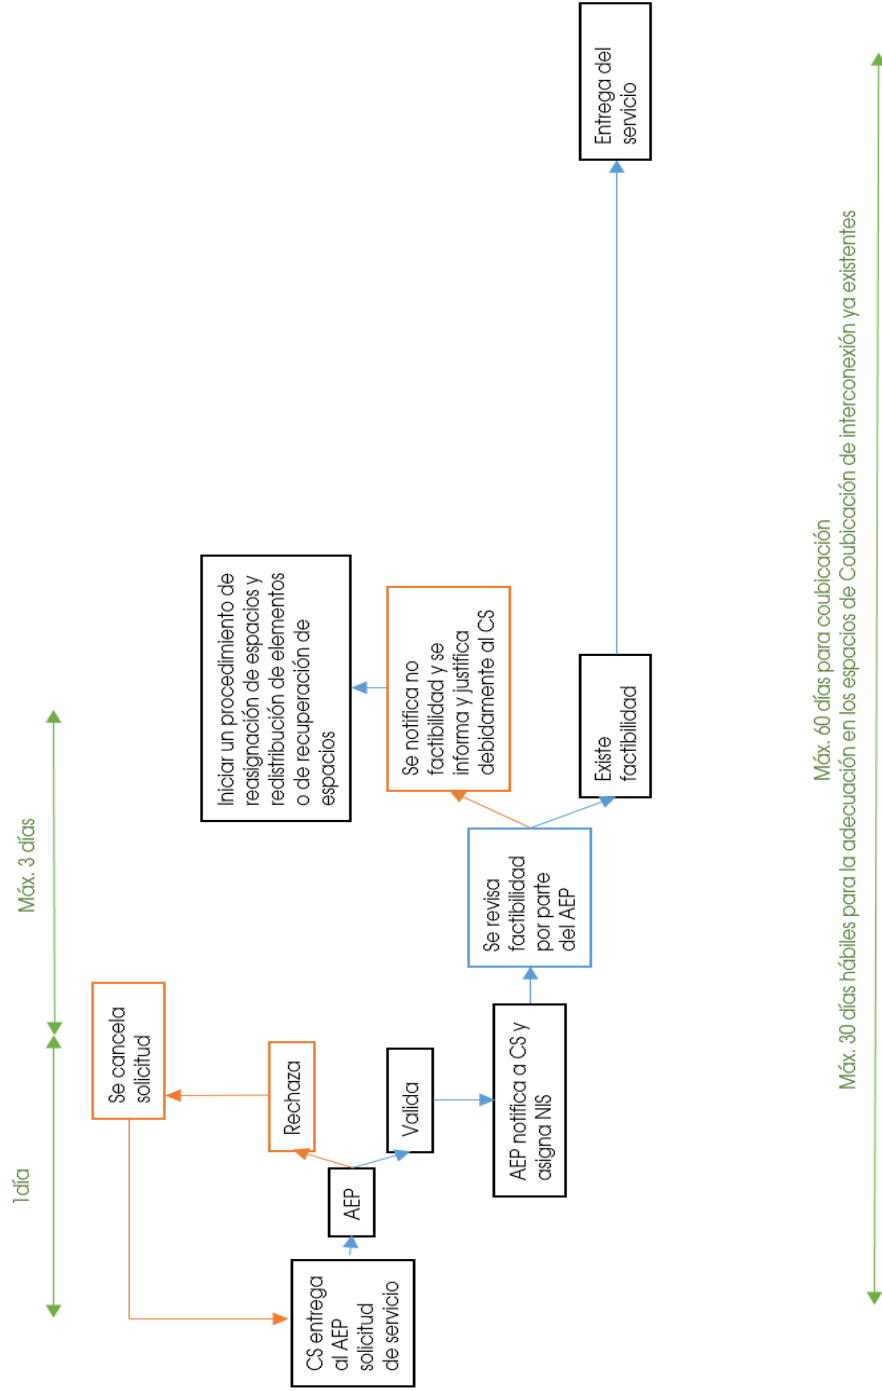 1día
Máx. 3 días
CS entrega
al AEP
solicitud
de servicio
AEP
Rechaza
Se cancela
solicitud
Valida
AEP notifica a CS y
asigna NIS
Se revisa
factibilidad
por parte
del AEP
Se notifica no
factibilidad y se
informa y justifica
debidamente al CS
Iniciar un procedimiento de
reasignación de espacios y
redistribución de elementos
o de recuperación de
espacios
Existe
factibilidad
Entrega del
servicio
Máx. 60 días para coubicación
Máx. 30 días hábiles para la adecuación en los espacios de Coubicación de interconexión ya existentes